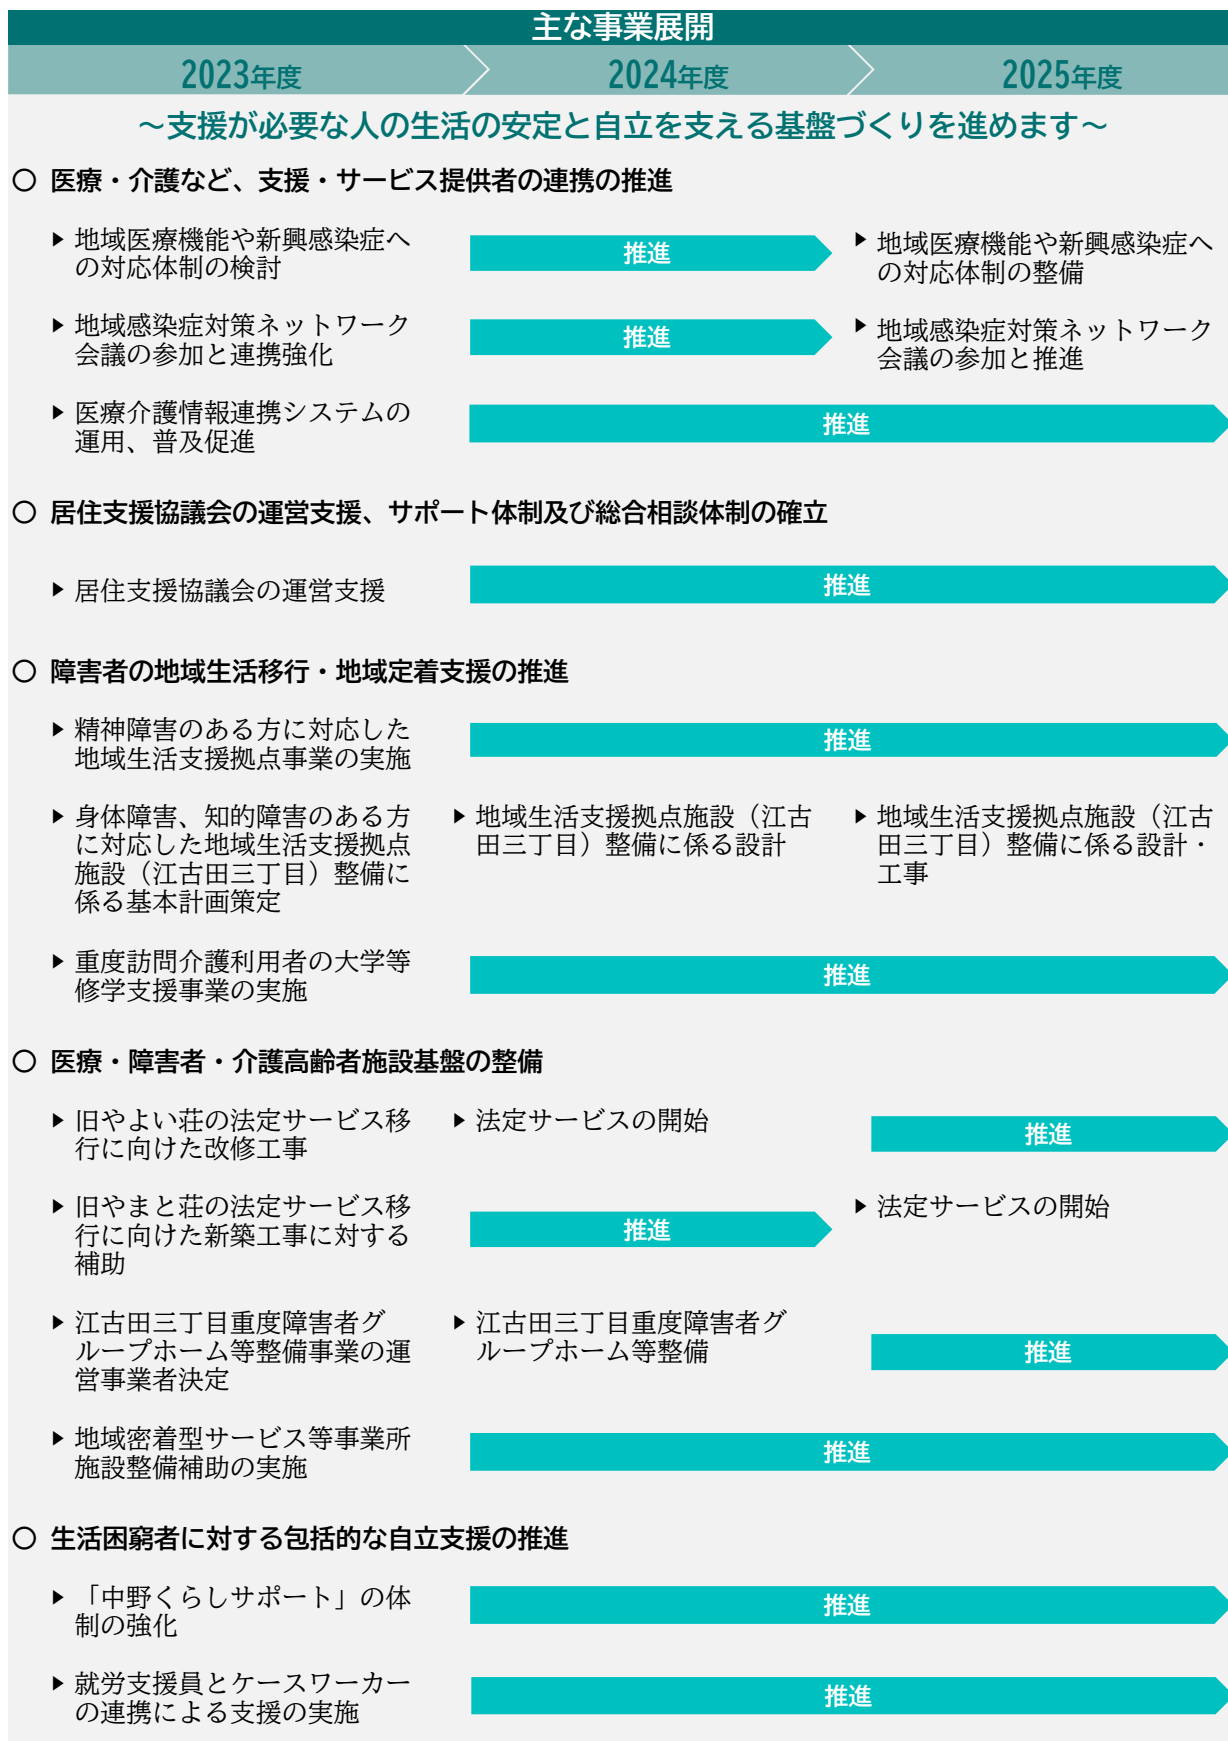 主な事業展開
2023年度
2024年度
2025年度
～支援が必要な人の生活の安定と自立を支える基盤づくりを進めます～
○ 医療・介護など、支援・サービス提供者の連携の推進
▶ 地域医療機能や新興感染症へ
の対応体制の検討
推進
▶ 地域医療機能や新興感染症へ
の対応体制の整備
▶ 地域感染症対策ネットワーク
会議の参加と連携強化
推進
▶ 地域感染症対策ネットワーク
会議の参加と推進
▶ 医療介護情報連携システムの
運用、普及促進
推進
○ 居住支援協議会の運営支援、サポート体制及び総合相談体制の確立
▶ 居住支援協議会の運営支援
推進
○ 障害者の地域生活移行・地域定着支援の推進
▶ 精神障害のある方に対応した
地域生活支援拠点事業の実施
推進
▶ 身体障害、知的障害のある方
に対応した地域生活支援拠点
施設（江古田三丁目）整備に
係る基本計画策定
▶ 地域生活支援拠点施設（江古
田三丁目）整備に係る設計
▶ 地域生活支援拠点施設（江古
田三丁目）整備に係る設計・
工事
▶ 重度訪問介護利用者の大学等
修学支援事業の実施
推進
○ 医療・障害者・介護高齢者施設基盤の整備
▶ 旧やよい荘の法定サービス移
行に向けた改修工事
▶ 法定サービスの開始
推進
▶ 旧やまと荘の法定サービス移
行に向けた新築工事に対する
補助
推進
▶ 法定サービスの開始
▶ 江古田三丁目重度障害者グ
ループホーム等整備事業の運
営事業者決定
▶ 江古田三丁目重度障害者グ
ループホーム等整備
推進
▶ 地域密着型サービス等事業所
施設整備補助の実施
推進
○ 生活困窮者に対する包括的な自立支援の推進
▶ 「中野くらしサポート」の体
制の強化
推進
▶ 就労支援員とケースワーカー
の連携による支援の実施
推進